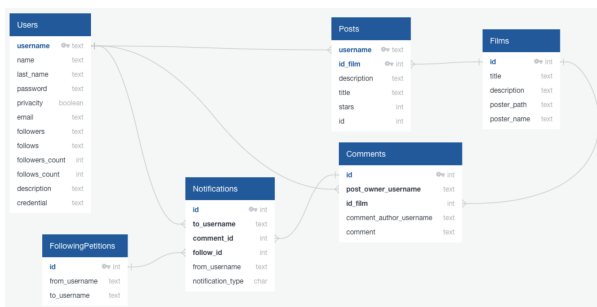 Users
username text
name text
last_name text
password text
privacity boolean
email text
followers text
follows text
followers_count int
follows_count int
description text
credential text
Posts
username text
id_film int
description text
title text
stars int
id int
Films
id int
title text
description text
poster_path text
poster_name text
Comments
id int
post_owner_username text
id_film int
comment_author_username text
comment text
Notifications
id int
to_username text
comment_id int
follow_id int
from_username text
notification_type char
FollowingPetitions
id int
from_username text
to_username text